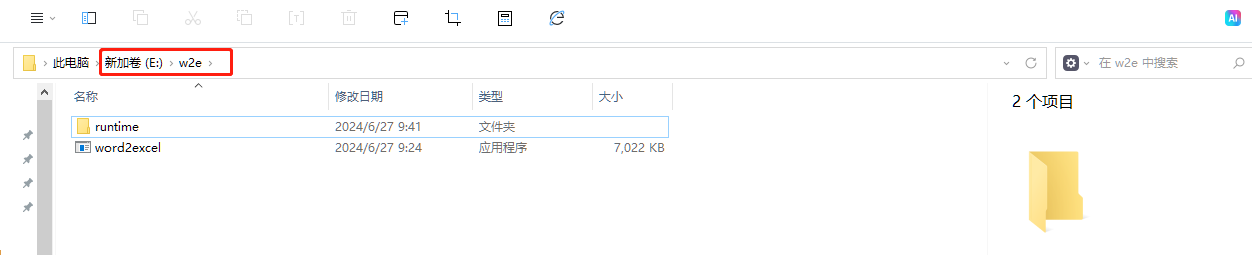 AI
此电脑 › 新加卷 (E:) › w2e ›
在 w2e 中搜索
名称 修改日期 类型 大小
2 个项目
runtime 2024/6/27 9:41 文件夹
word2excel 2024/6/27 9:24 应用程序 7,022 KB